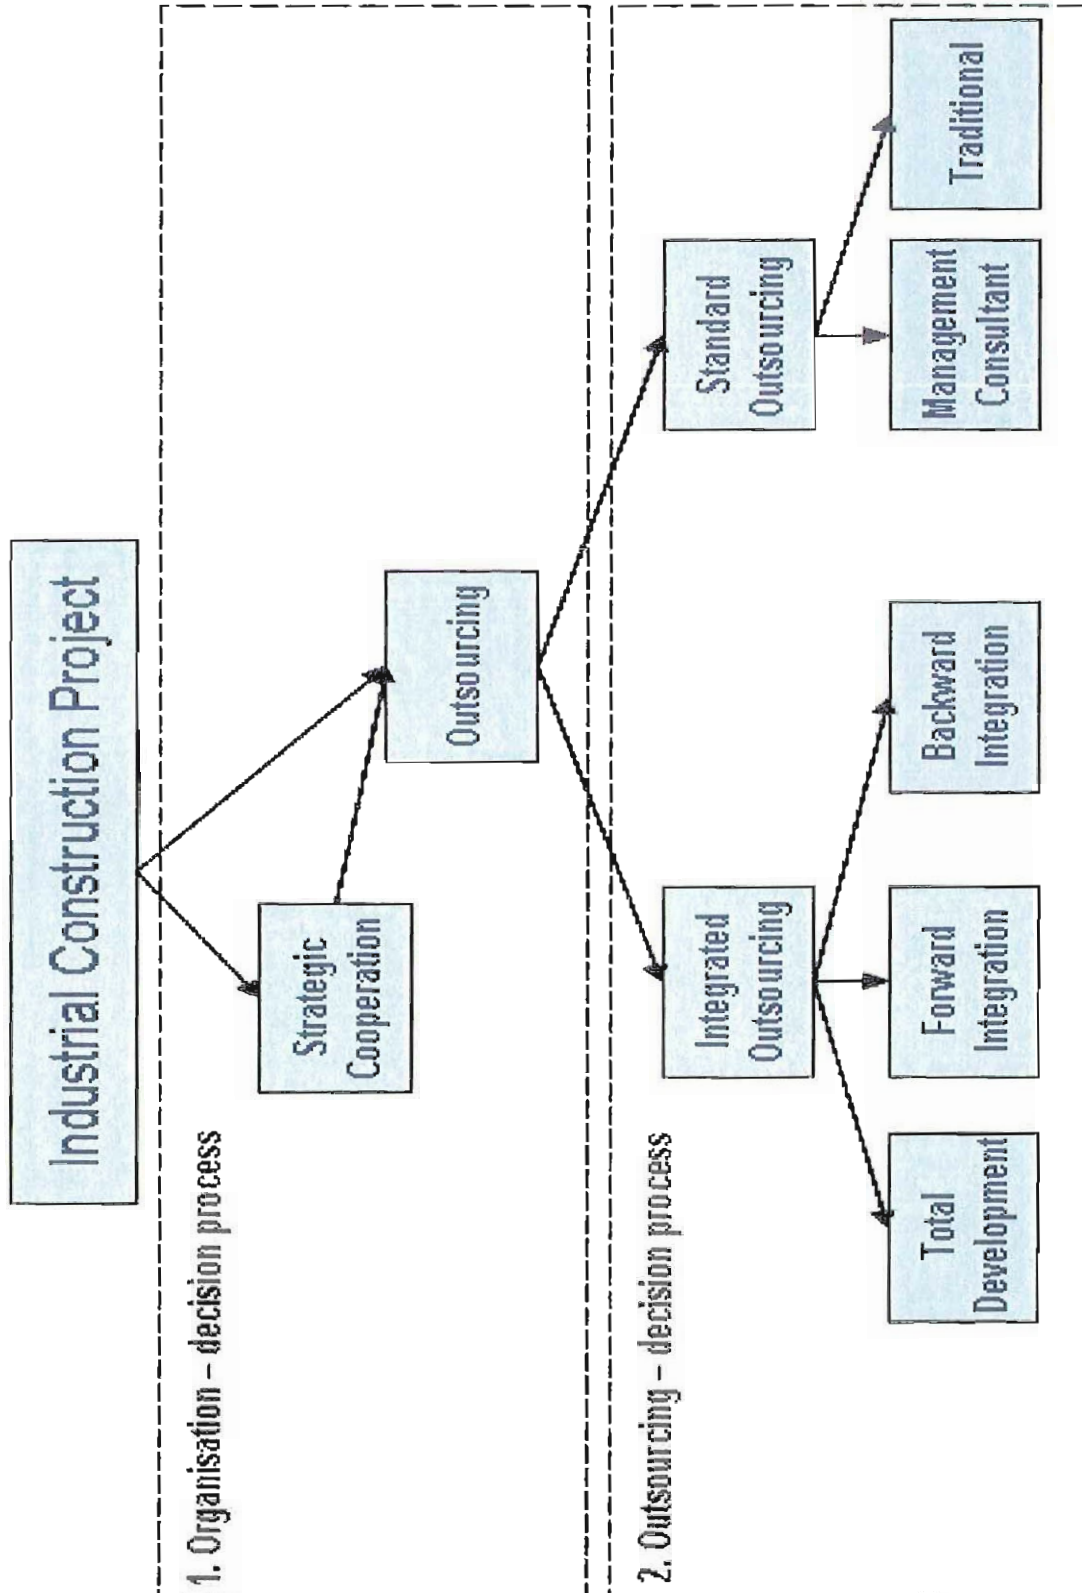 Industrial Construction Project
1. Organisation – decision process
Strategic
Cooperation
Outsourcing
2. Outsourcing – decision process
Integrated
Outsourcing
Standard
Outsourcing
Total
Development
Forward
Integration
Backward
Integration
Management
Consultant
Traditional